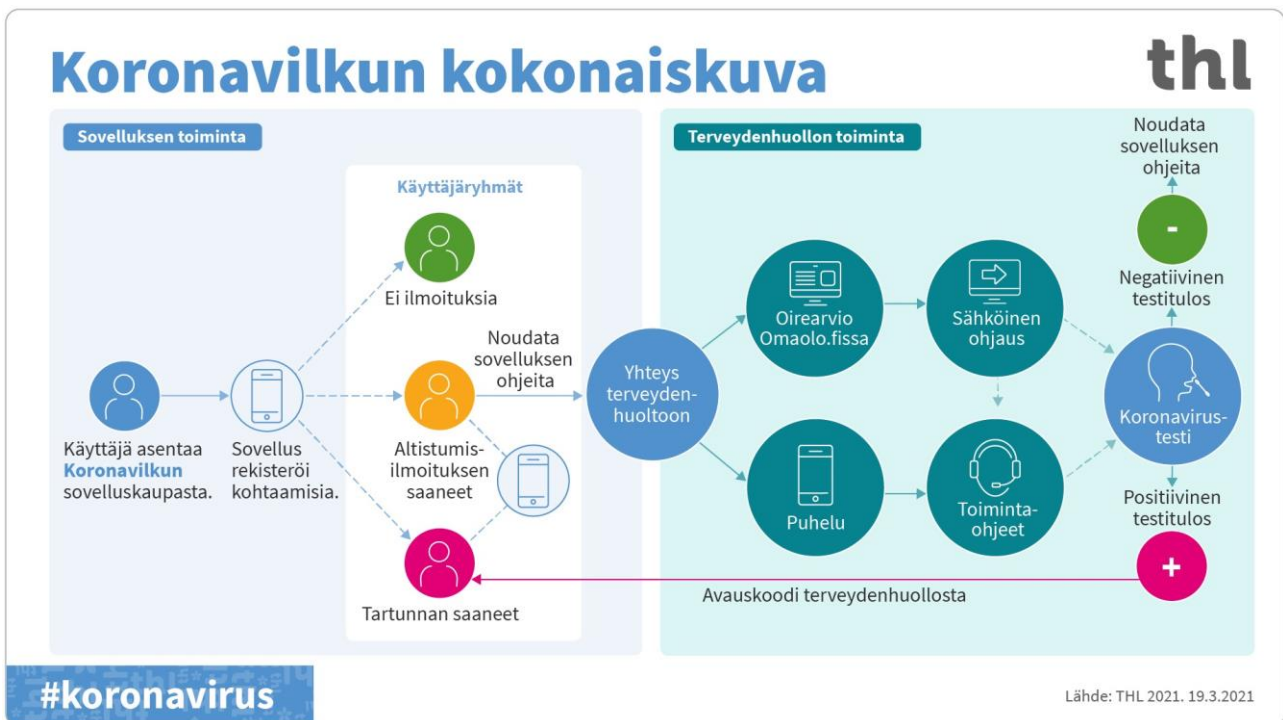 Koronavilkun kokonaiskuva
thl
Sovelluksen toiminta
Käyttäjäryhmät
Ei ilmoituksia
Noudata
sovelluksen
ohjeita
Käyttäjä asentaa
Koronavilkun
sovelluskaupasta.
Sovellus
rekisteröi
kohtaamisia.
Altistumis-
ilmoituksen
saaneet
Tartunnan saaneet
Terveydenhuollon toiminta
Yhteys
terveyden-
huoltoon
Oirearvio
Omaolo.fissa
Sähköinen
ohjaus
Puhelu
Toiminta-
ohjeet
Noudata
sovelluksen
ohjeita
-
Negatiivinen
testitulos
Koronavirus-
testi
Positiivinen
testitulos
+
Avauskoodi terveydenhuollosta
#koronavirus
Lähde: THL 2021. 19.3.2021